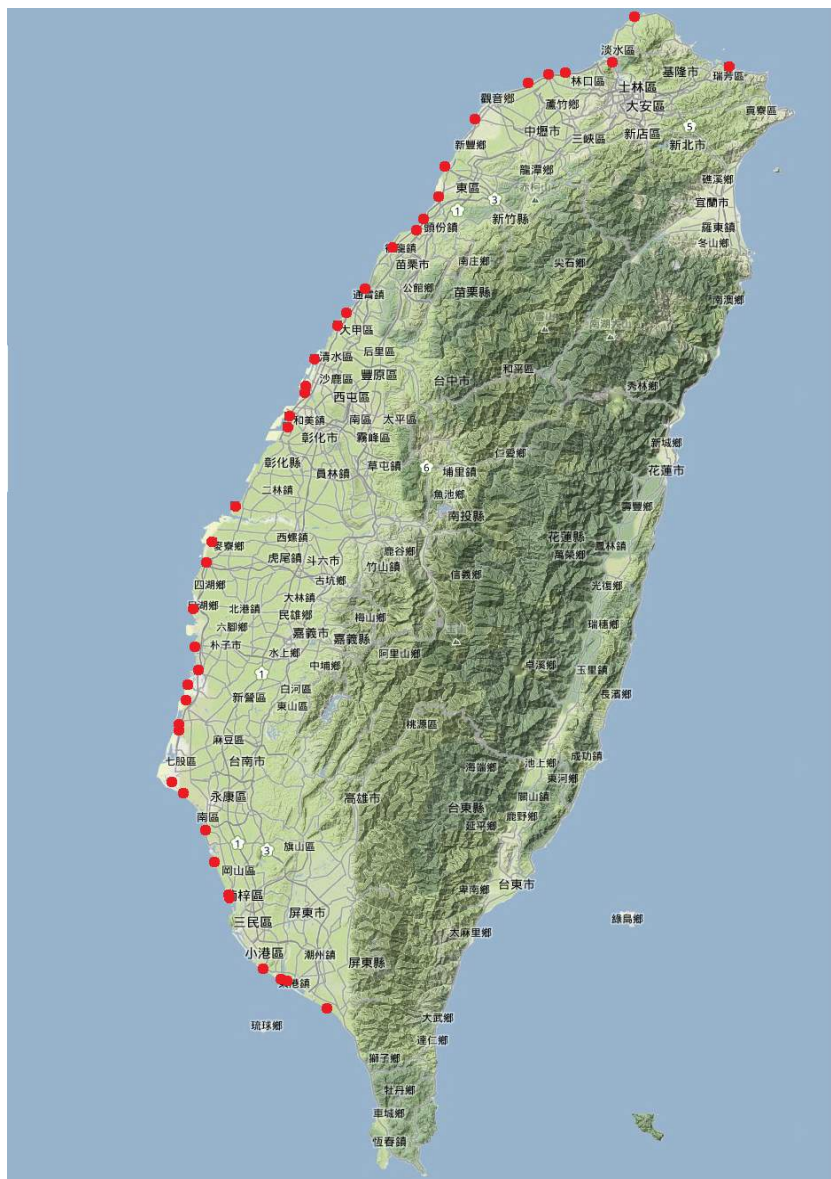 淡水區
基隆市
瑞芳區
林口區
士林區
觀音鄉
蘆竹鄉
大安區
貢寮區
中壢市
新店區
5
三峽區
新豐鄉
新北市
龍潭鄉
礁溪鄉
東區
3
宜蘭市
1
新竹縣
頭份鎮
羅東鎮
冬山鄉
苗栗市
南庄鄉
尖石鄉
公館鄉
苗栗縣
通霄鎮
南澳鄉
大甲區
后里區
清水區
和平區
沙鹿區
豐原區
台中市
秀林鄉
西屯區
和美鎮
南區
太平區
彰化市
霧峰區
新城鄉
仁愛鄉
彰化縣
草屯鎮
6
埔里鎮
花蓮市
員林鎮
二林鎮
魚池鄉
壽豐鄉
南投縣
西螺鎮
花蓮縣
麥寮鄉
鳳林鎮
鹿谷鄉
萬榮鄉
虎尾鎮
斗六市
竹山鎮
古坑鄉
信義鄉
四湖鄉
光復鄉
大林鎮
口湖鄉
北港鎮
民雄鄉
梅山鄉
六腳鄉
瑞穗鄉
嘉義市
嘉義縣
朴子市
水上鄉
阿里山鄉
中埔鄉
卓溪鄉
玉里鎮
1
白河區
新營區
長濱鄉
東山區
桃源區
麻豆區
成功鎮
七股區
台南市
海端鄉
池上鄉
東河鄉
永康區
高雄市
關山鎮
台東縣
南區
鹿野鄉
延平鄉
1
3
旗山區
岡山區
台東市
卑南鄉
楠梓區
屏東市
三民區
綠島鄉
太麻里鄉
小港區
潮州鎮
屏東縣
東港鎮
大武鄉
琉球鄉
達仁鄉
獅子鄉
牡丹鄉
車城鄉
恆春鎮